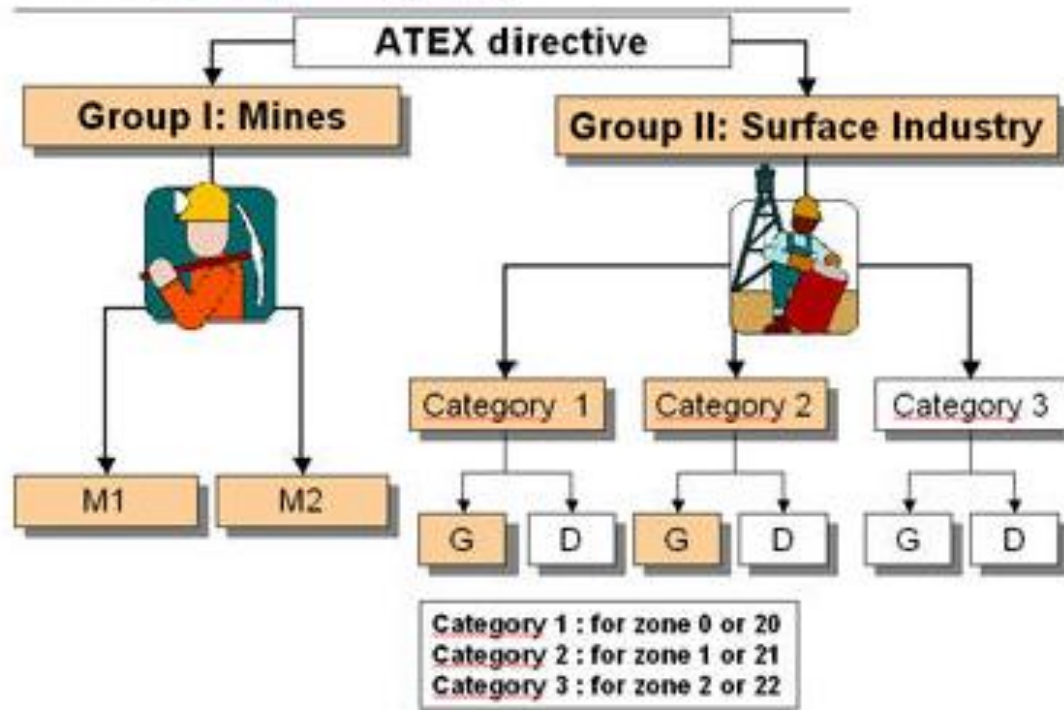 ATEX directive
Group I: Mines
Group II: Surface Industry
Category 1
Category 2
Category 3
M1
M2
G
D
G
D
G
D
Category 1 : for zone 0 or 20
Category 2 : for zone 1 or 21
Category 3 : for zone 2 or 22